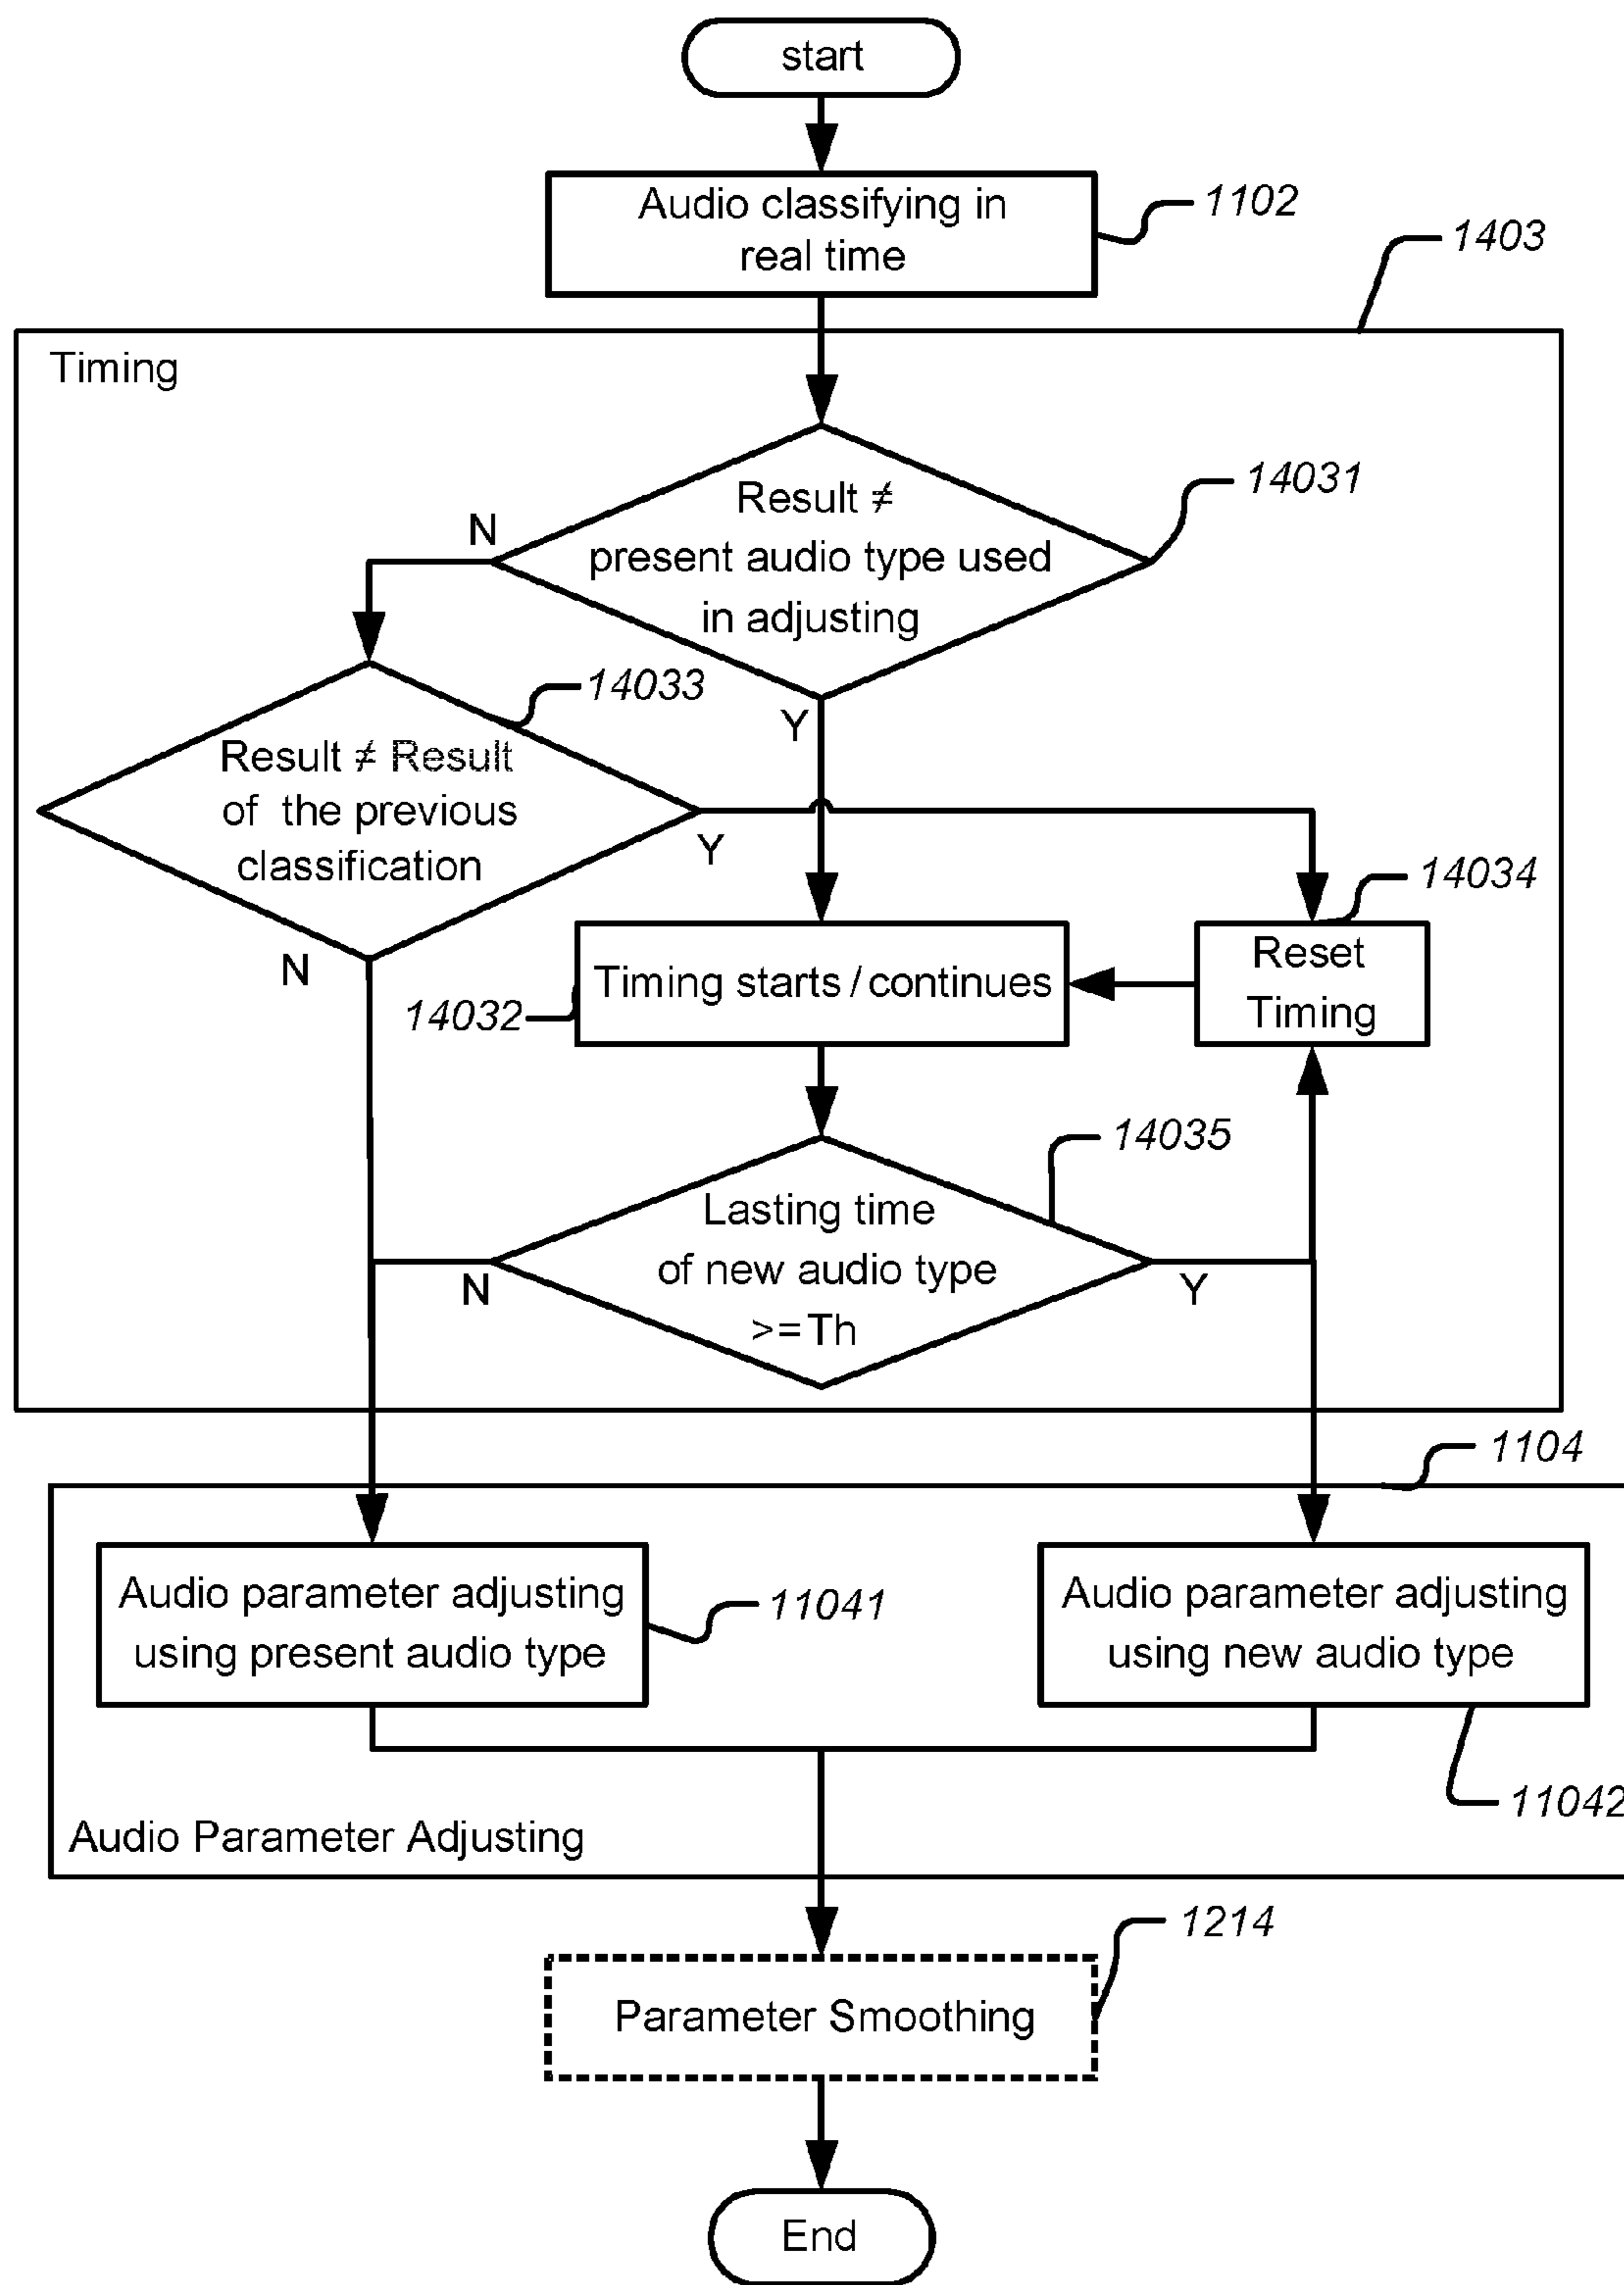 start
Audio classifying in
real time
1102
1403
Timing
Result ≠
present audio type used
in adjusting
14031
N
Y
14033
Result ≠ Result
of the previous
classification
Y
N
14034
Reset
Timing
Timing starts / continues
14032
14035
Lasting time
of new audio type
>=Th
N
Y
1104
Audio parameter adjusting
using present audio type
11041
Audio parameter adjusting
using new audio type
11042
Audio Parameter Adjusting
1214
Parameter Smoothing
End